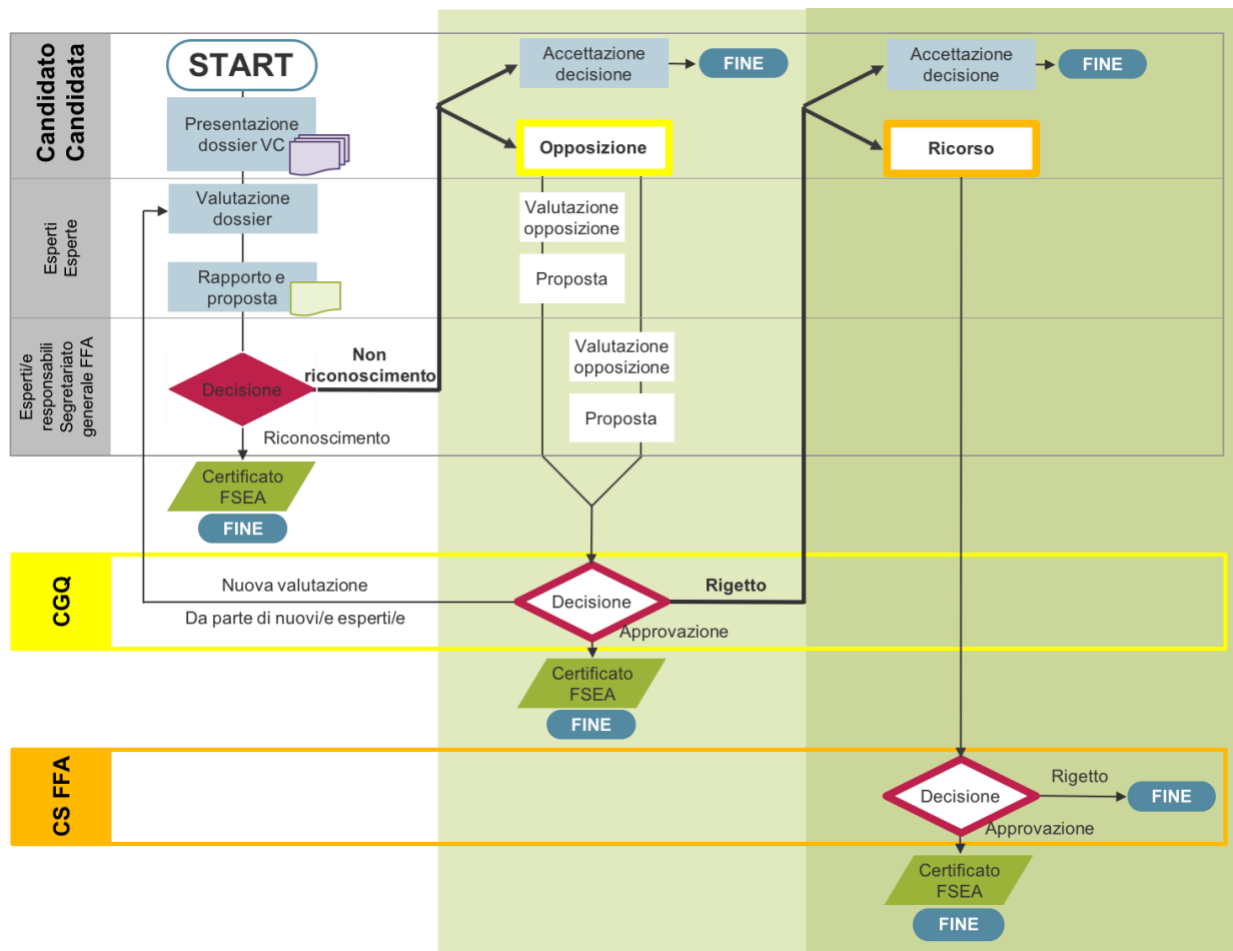 Candidato
Candidata
START
Presentazione
dossier VC
Accettazione
decisione
FINE
Opposizione
Accettazione
decisione
FINE
Ricorso
Esperti
Esperte
Valutazione
dossier
Rapporto e
proposta
Valutazione
opposizione
Proposta
Esperti/e
responsabili
Segretariato
generale FFA
Decisione
Non
riconoscimento
Riconoscimento
Valutazione
opposizione
Proposta
Certificato
FSEA
FINE
CGQ
Nuova valutazione
Da parte di nuovi/e esperti/e
Decisione
Rigetto
Approvazione
Certificato
FSEA
FINE
CS FFA
Decisione
Rigetto
FINE
Approvazione
Certificato
FSEA
FINE